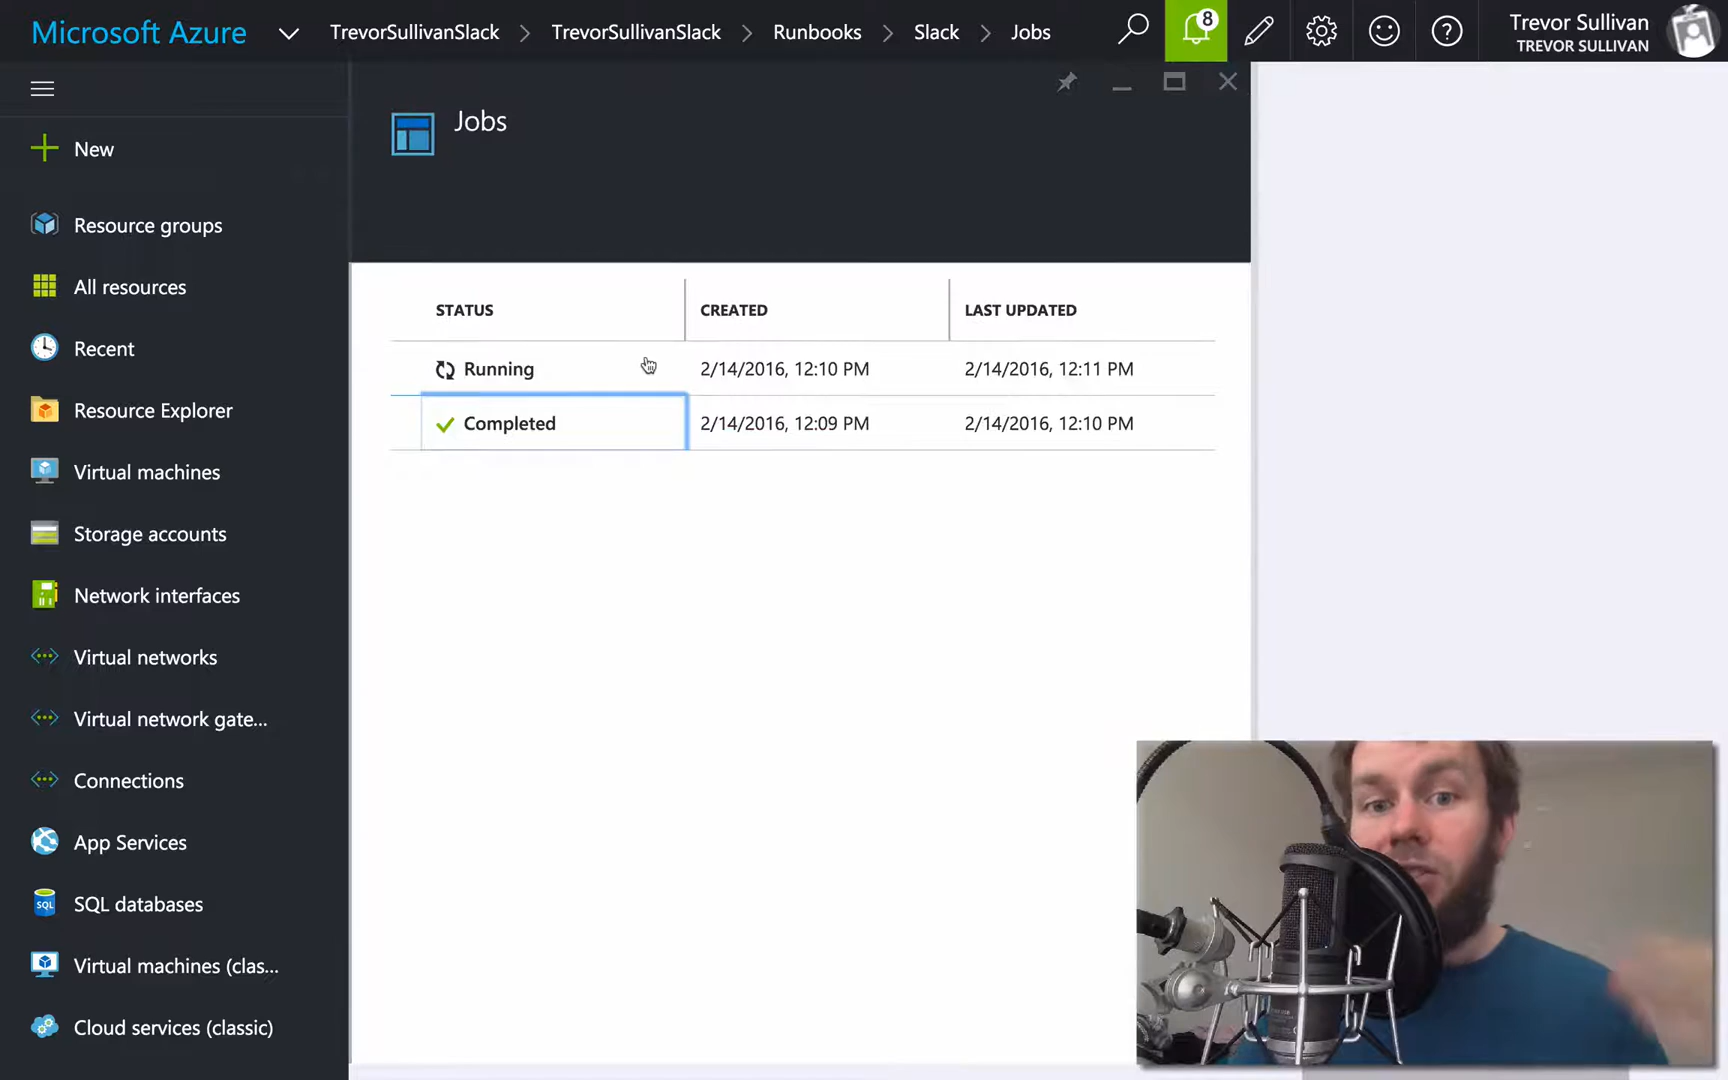 Microsoft Azure TrevorSullivanSlack TrevorSullivanSlack Runbooks Slack Jobs 8 Trevor Sullivan
TREVOR SULLIVAN
Jobs
New
Resource groups
All resources
Recent
Resource Explorer
Virtual machines
Storage accounts
Network interfaces
Virtual networks
Virtual network gate...
Connections
App Services
SQL databases
Virtual machines (clas...
Cloud services (classic)
STATUS CREATED LAST UPDATED
Running 2/14/2016, 12:10 PM 2/14/2016, 12:11 PM
Completed 2/14/2016, 12:09 PM 2/14/2016, 12:10 PM
SQL